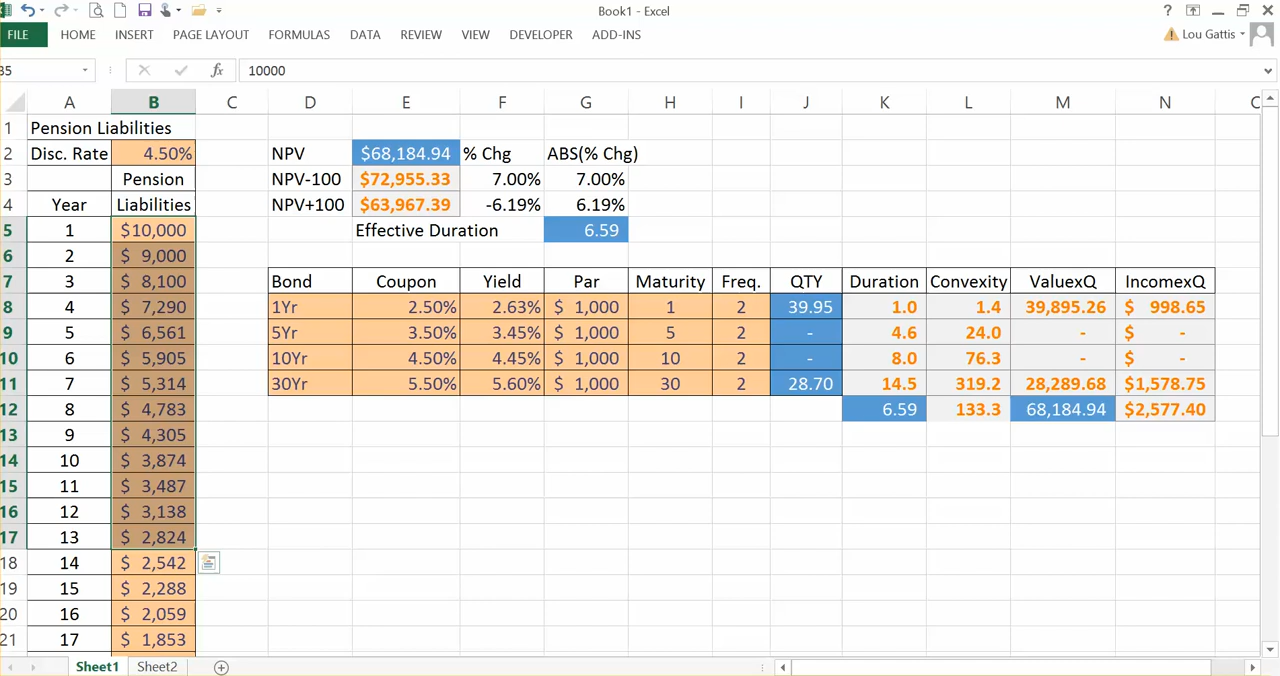 Book1 - Excel
?
FILE HOME INSERT PAGE LAYOUT FORMULAS DATA REVIEW VIEW DEVELOPER ADD-INS Lou Gattis
fx 10000
A B C D E F G H I J K L M N
1 Pension Liabilities
2 Disc. Rate 4.50% NPV $68,184.94 % Chg ABS(% Chg)
3 Pension NPV-100 $72,955.33 7.00% 7.00%
4 Year Liabilities NPV+100 $63,967.39 -6.19% 6.19%
5 1 $10,000 Effective Duration 6.59
6 2 $ 9,000
7 3 $ 8,100 Bond Coupon Yield Par Maturity Freq. QTY Duration Convexity ValuexQ IncomexQ
8 4 $ 7,290 1Yr 2.50% 2.63% $ 1,000 1 2 39.95 1.0 1.4 39,895.26 $ 998.65
9 5 $ 6,561 5Yr 3.50% 3.45% $ 1,000 5 2 - 4.6 24.0 - $ -
10 6 $ 5,905 10Yr 4.50% 4.45% $ 1,000 10 2 - 8.0 76.3 - $ -
11 7 $ 5,314 30Yr 5.50% 5.60% $ 1,000 30 2 28.70 14.5 319.2 28,289.68 $1,578.75
12 8 $ 4,783 6.59 133.3 68,184.94 $2,577.40
13 9 $ 4,305
14 10 $ 3,874
15 11 $ 3,487
16 12 $ 3,138
17 13 $ 2,824
18 14 $ 2,542
19 15 $ 2,288
20 16 $ 2,059
21 17 $ 1,853
Sheet1 Sheet2